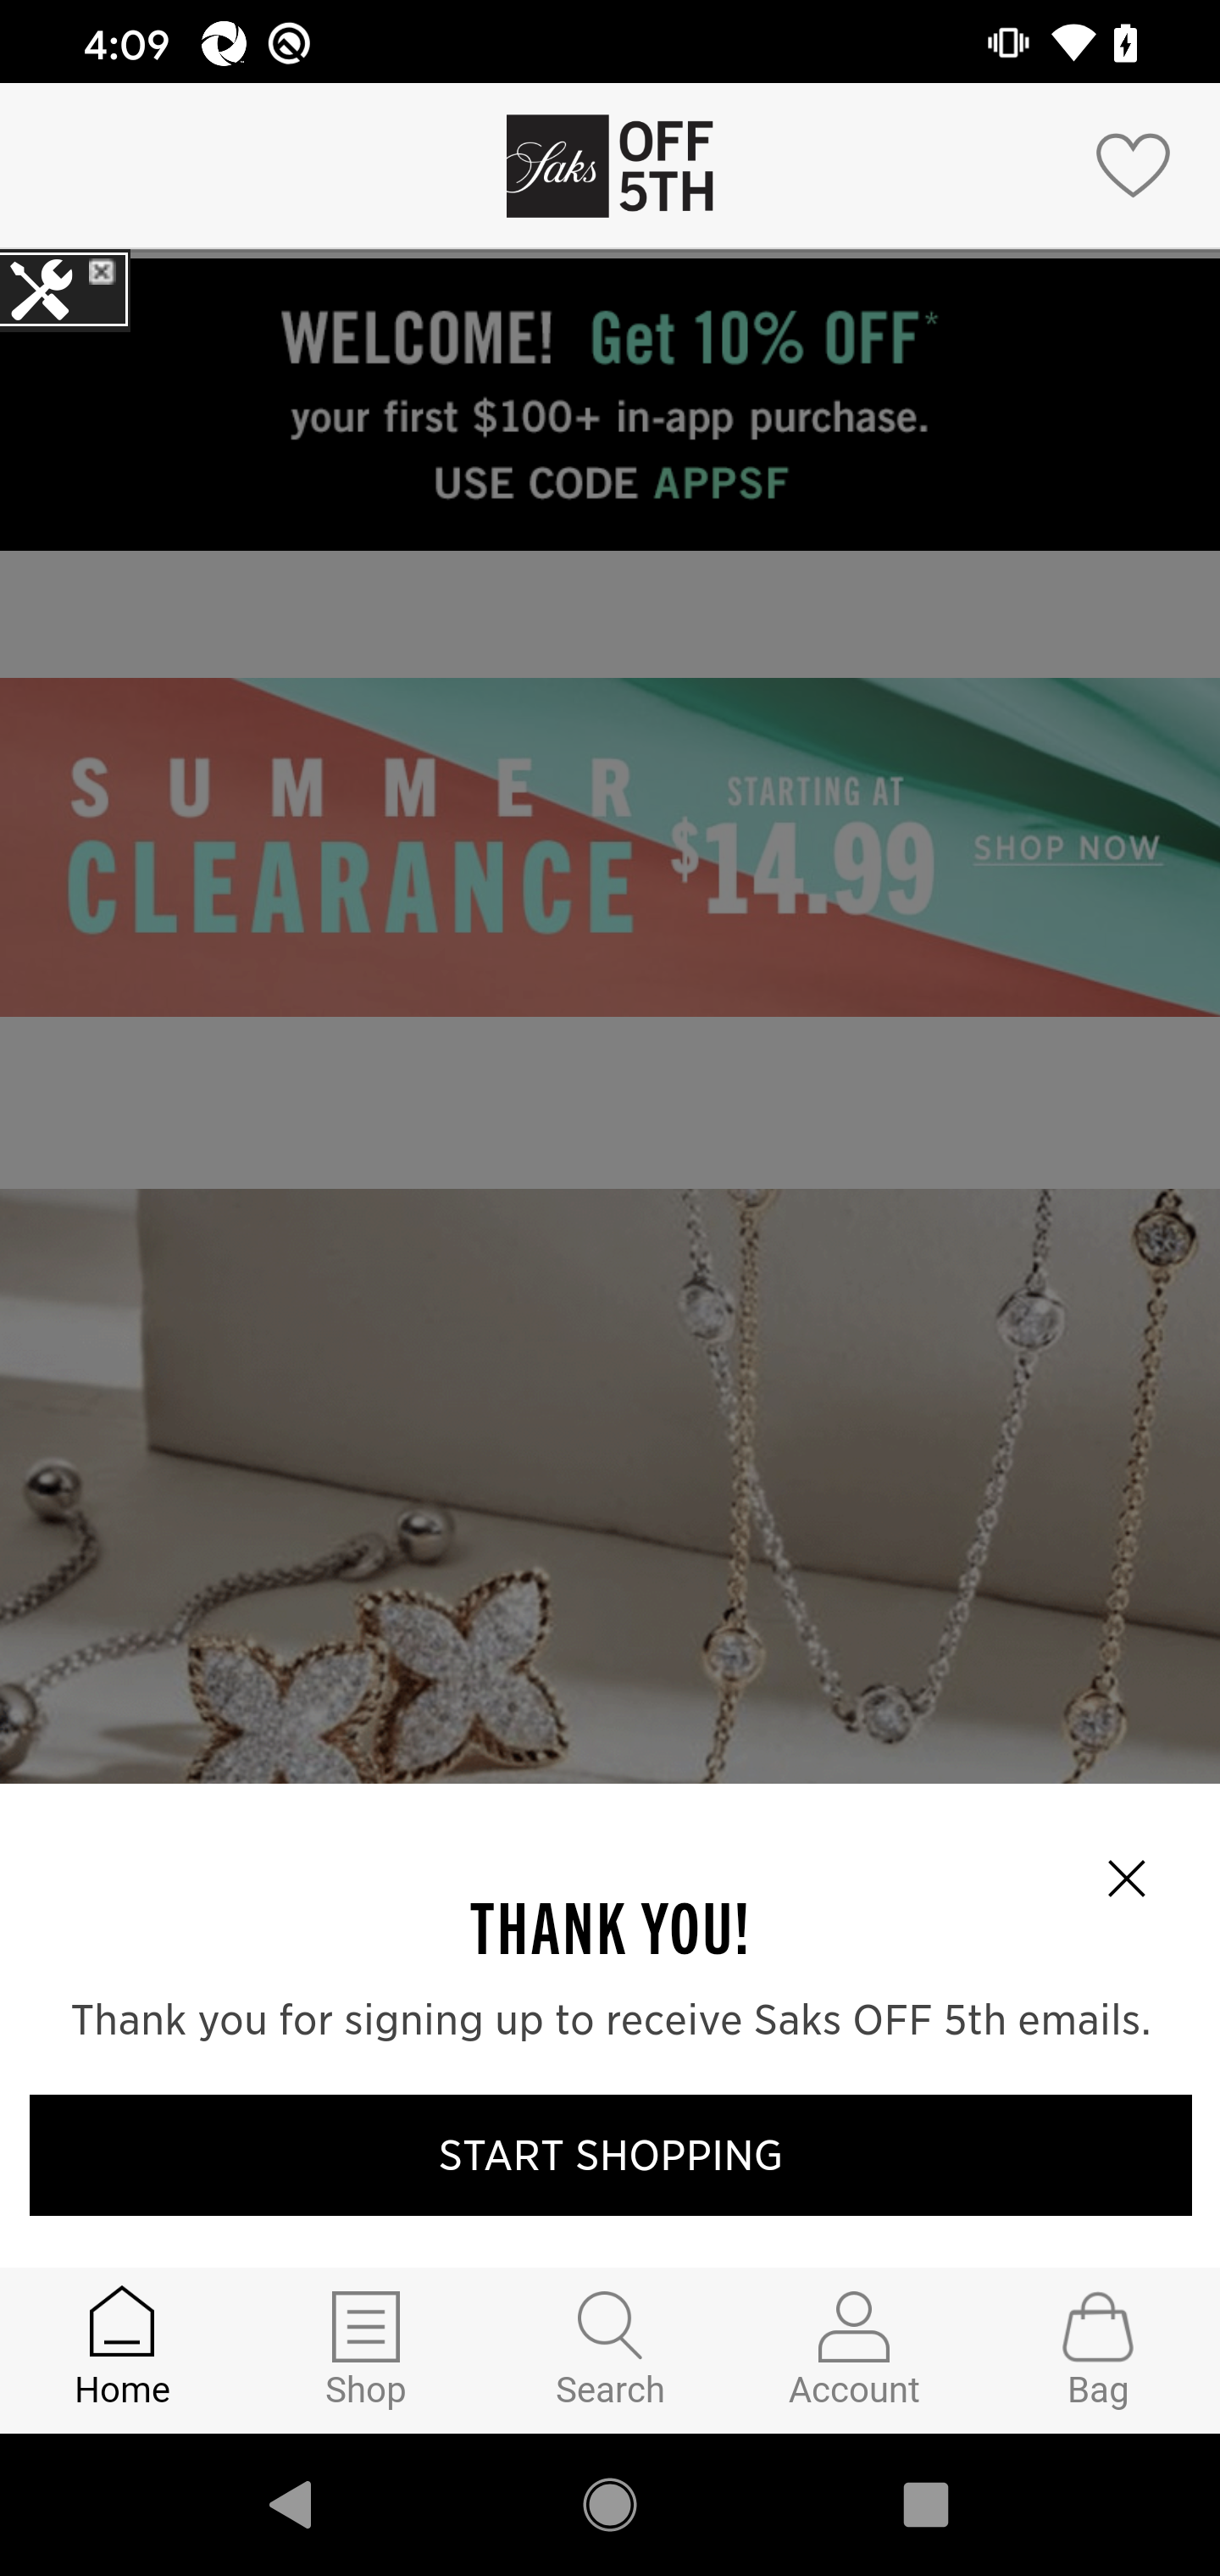 4:09
Saks OFF
5TH
WELCOME! Get 10% OFF*
your first $100+ in-app purchase.
USE CODE APPSF
SUMMER
CLEARANCE
STARTING AT
$14.99
SHOP NOW
THANK YOU!
Thank you for signing up to receive Saks OFF 5th emails.
START SHOPPING
Home Shop Search Account Bag